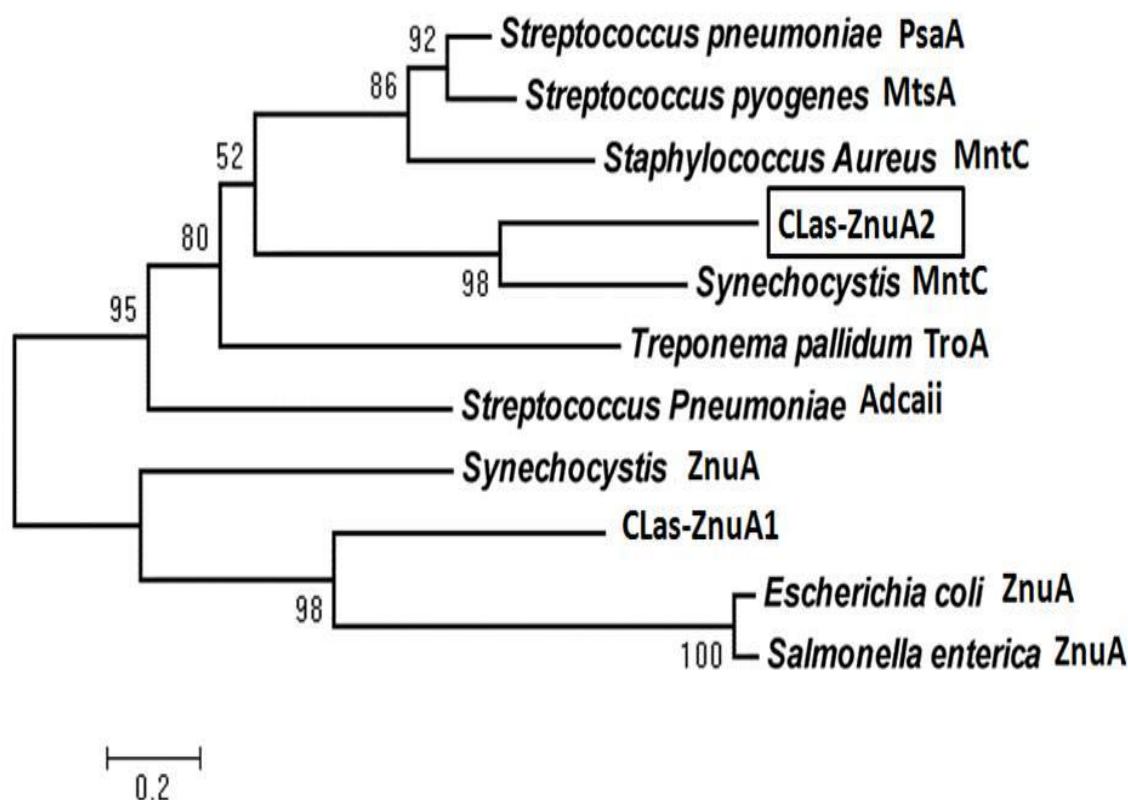 92
Streptococcus pneumoniae PsaA
86
Streptococcus pyogenes MtsA
52
Staphylococcus Aureus MntC
80
CLas-ZnuA2
98
Synechocystis MntC
95
Treponema pallidum TroA
Streptococcus Pneumoniae Adcaii
Synechocystis ZnuA
CLas-ZnuA1
98
Escherichia coli ZnuA
100
Salmonella enterica ZnuA
0.2